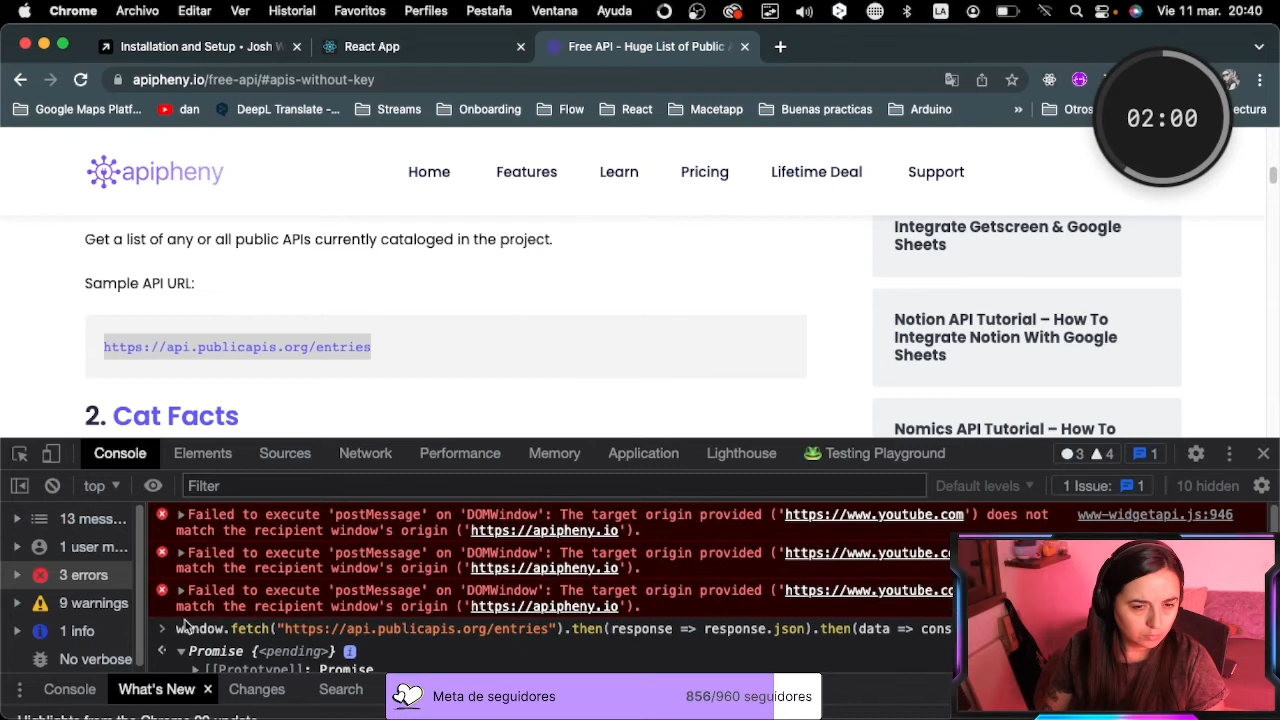 Chrome Archivo Editar Ver Historial Favoritos Perfiles Pestaña Ventana Ayuda LA Vie 11 mar. 20:40
Installation and Setup • Josh W × React App × Free API - Huge List of Public × +
apipheny.io/free-api/#apis-without-key
Google Maps Platf... dan DeepL Translate -... Streams Onboarding Flow React Macetapp Buenas practicas Arduino » Otros ectura
02:00
apipheny Home Features Learn Pricing Lifetime Deal Support
Get a list of any or all public APIs currently cataloged in the project.
Sample API URL:
https://api.publicapis.org/entries
2. Cat Facts
Integrate Getscreen & Google
Sheets
Notion API Tutorial – How To
Integrate Notion With Google
Sheets
Nomics API Tutorial – How To
Console Elements Sources Network Performance Memory Application Lighthouse Testing Playground 3 4 1
top Filter Default levels 1 Issue: 1 10 hidden
13 mess...
1 user m...
3 errors
9 warnings
1 info
No verbose
Failed to execute 'postMessage' on 'DOMWindow': The target origin provided ('https://www.youtube.com') does not www-widgetapi.js:946
match the recipient window's origin ('https://apipheny.io').
Failed to execute 'postMessage' on 'DOMWindow': The target origin provided ('https://www.youtube.c
match the recipient window's origin ('https://apipheny.io').
Failed to execute 'postMessage' on 'DOMWindow': The target origin provided ('https://www.youtube.c
match the recipient window's origin ('https://apipheny.io').
> window.fetch("https://api.publicapis.org/entries").then(response => response.json).then(data => cons
Promise {<pending>} i
[[Prototype]]: Promise
Console What's New × Changes Search
Meta de seguidores 856/960 seguidores